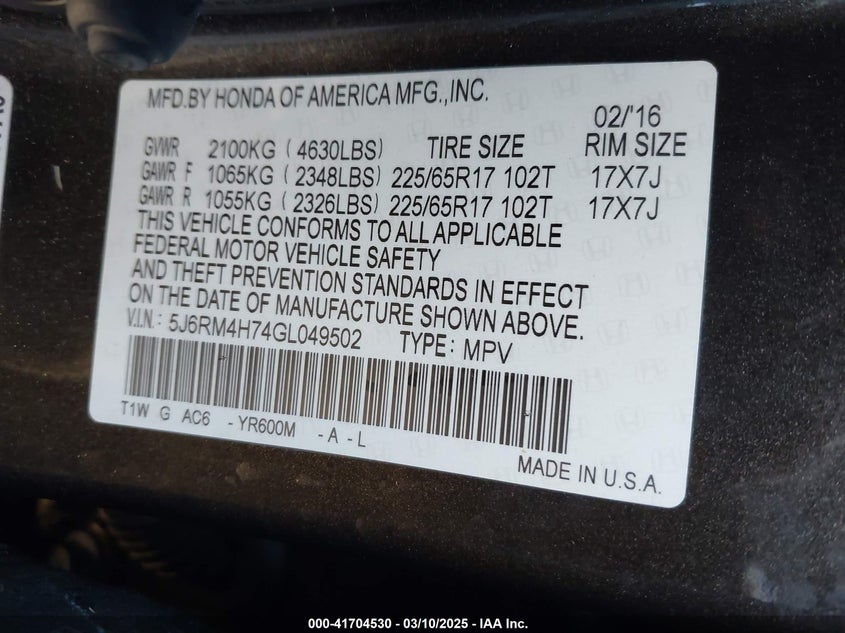 MFD.BY HONDA OF AMERICA MFG.,INC.
02/'16
GVWR 2100KG (4630LBS) TIRE SIZE RIM SIZE
GAWR F 1065KG (2348LBS) 225/65R17 102T 17X7J
GAWR R 1055KG (2326LBS) 225/65R17 102T 17X7J
THIS VEHICLE CONFORMS TO ALL APPLICABLE
FEDERAL MOTOR VEHICLE SAFETY
AND THEFT PREVENTION STANDARDS IN EFFECT
ON THE DATE OF MANUFACTURE SHOWN ABOVE.
V.I.N.: 5J6RM4H74GL049502 TYPE: MPV
T1W G AC6 -YR600M -A -L
MADE IN U.S.A.
000-41704530 - 03/10/2025 - IAA Inc.